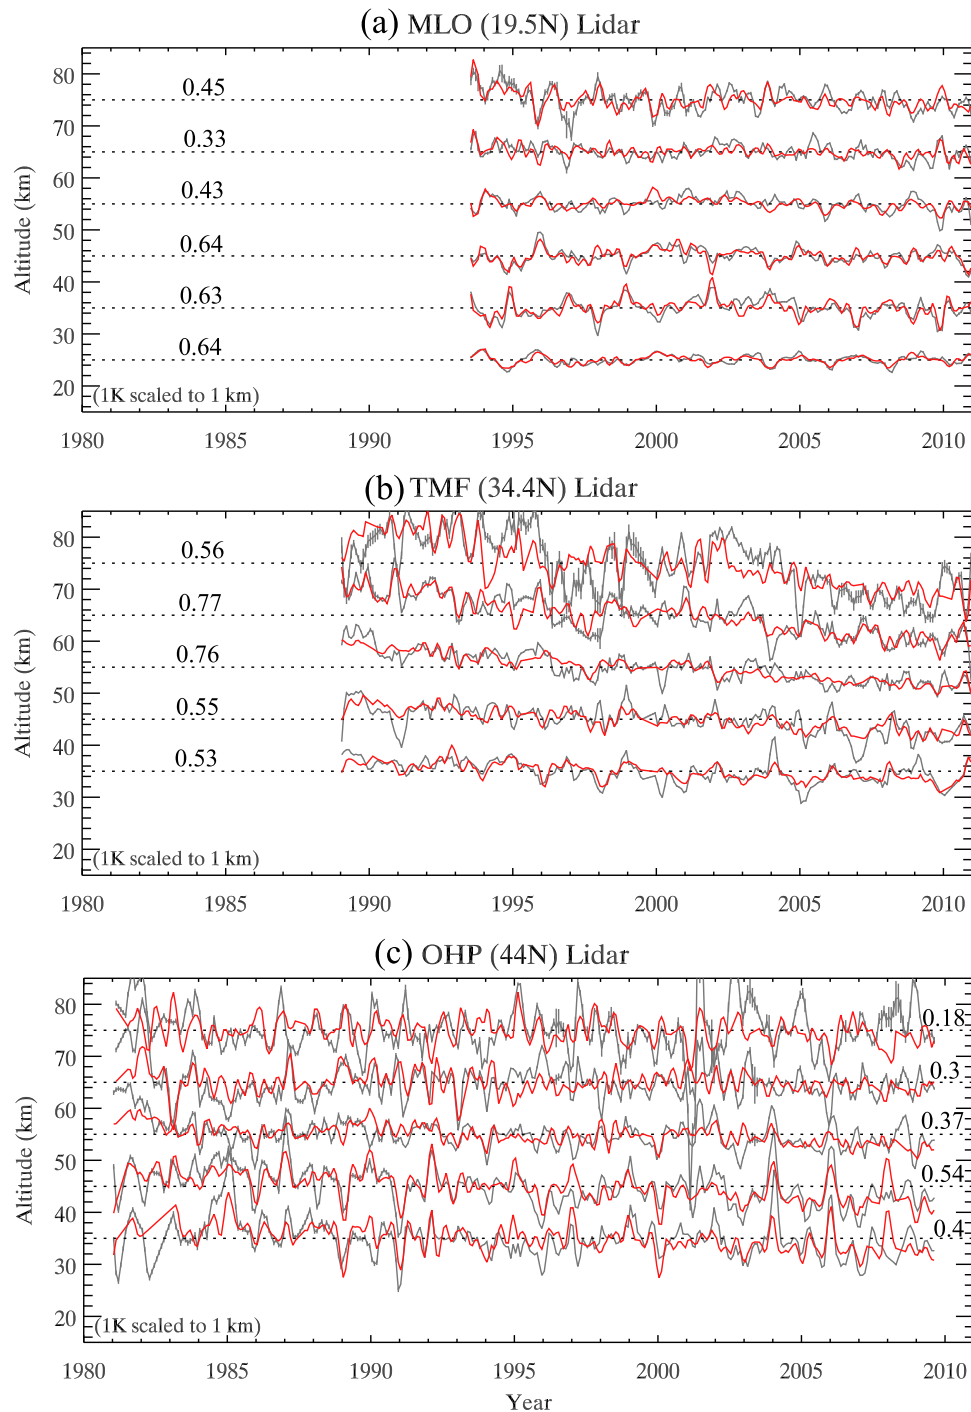 (a) MLO (19.5N) Lidar
80
0.45
70
0.33
60
0.43
50
0.64
40
0.63
30
0.64
20
(1K scaled to 1 km)
Altitude (km)
1980 1985 1990 1995 2000 2005 2010
(b) TMF (34.4N) Lidar
80
0.56
70
0.77
60
0.76
50
0.55
40
0.53
30
20
(1K scaled to 1 km)
Altitude (km)
1980 1985 1990 1995 2000 2005 2010
(c) OHP (44N) Lidar
80
0.18
70
0.3
60
0.37
50
0.54
40
0.4
30
20
(1K scaled to 1 km)
Altitude (km)
1980 1985 1990 1995 2000 2005 2010
Year